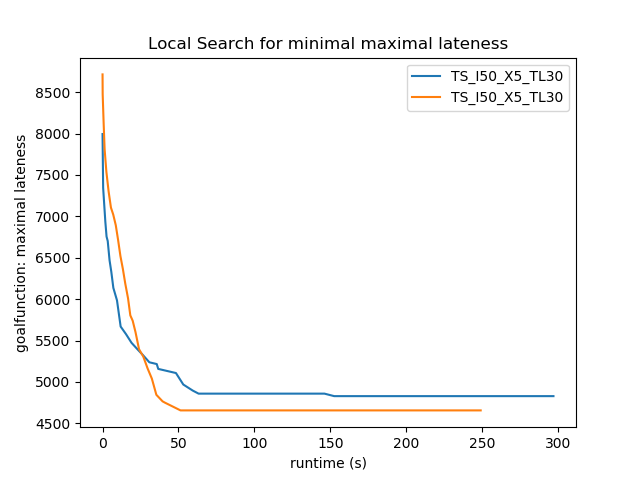 Local Search for minimal maximal lateness
TS_I50_X5_TL30
TS_I50_X5_TL30
goalfunction: maximal lateness
8500
8000
7500
7000
6500
6000
5500
5000
4500
0 50 100 150 200 250 300
runtime (s)